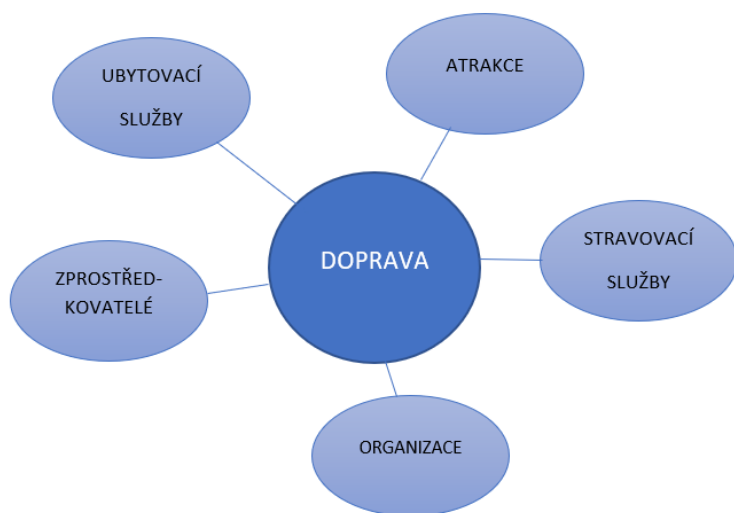 UBYTOVACÍ
SLUŽBY
ATRAKCE
DOPRAVA
STRAVOVACÍ
SLUŽBY
ZPROSTŘED-
KOVATELÉ
ORGANIZACE